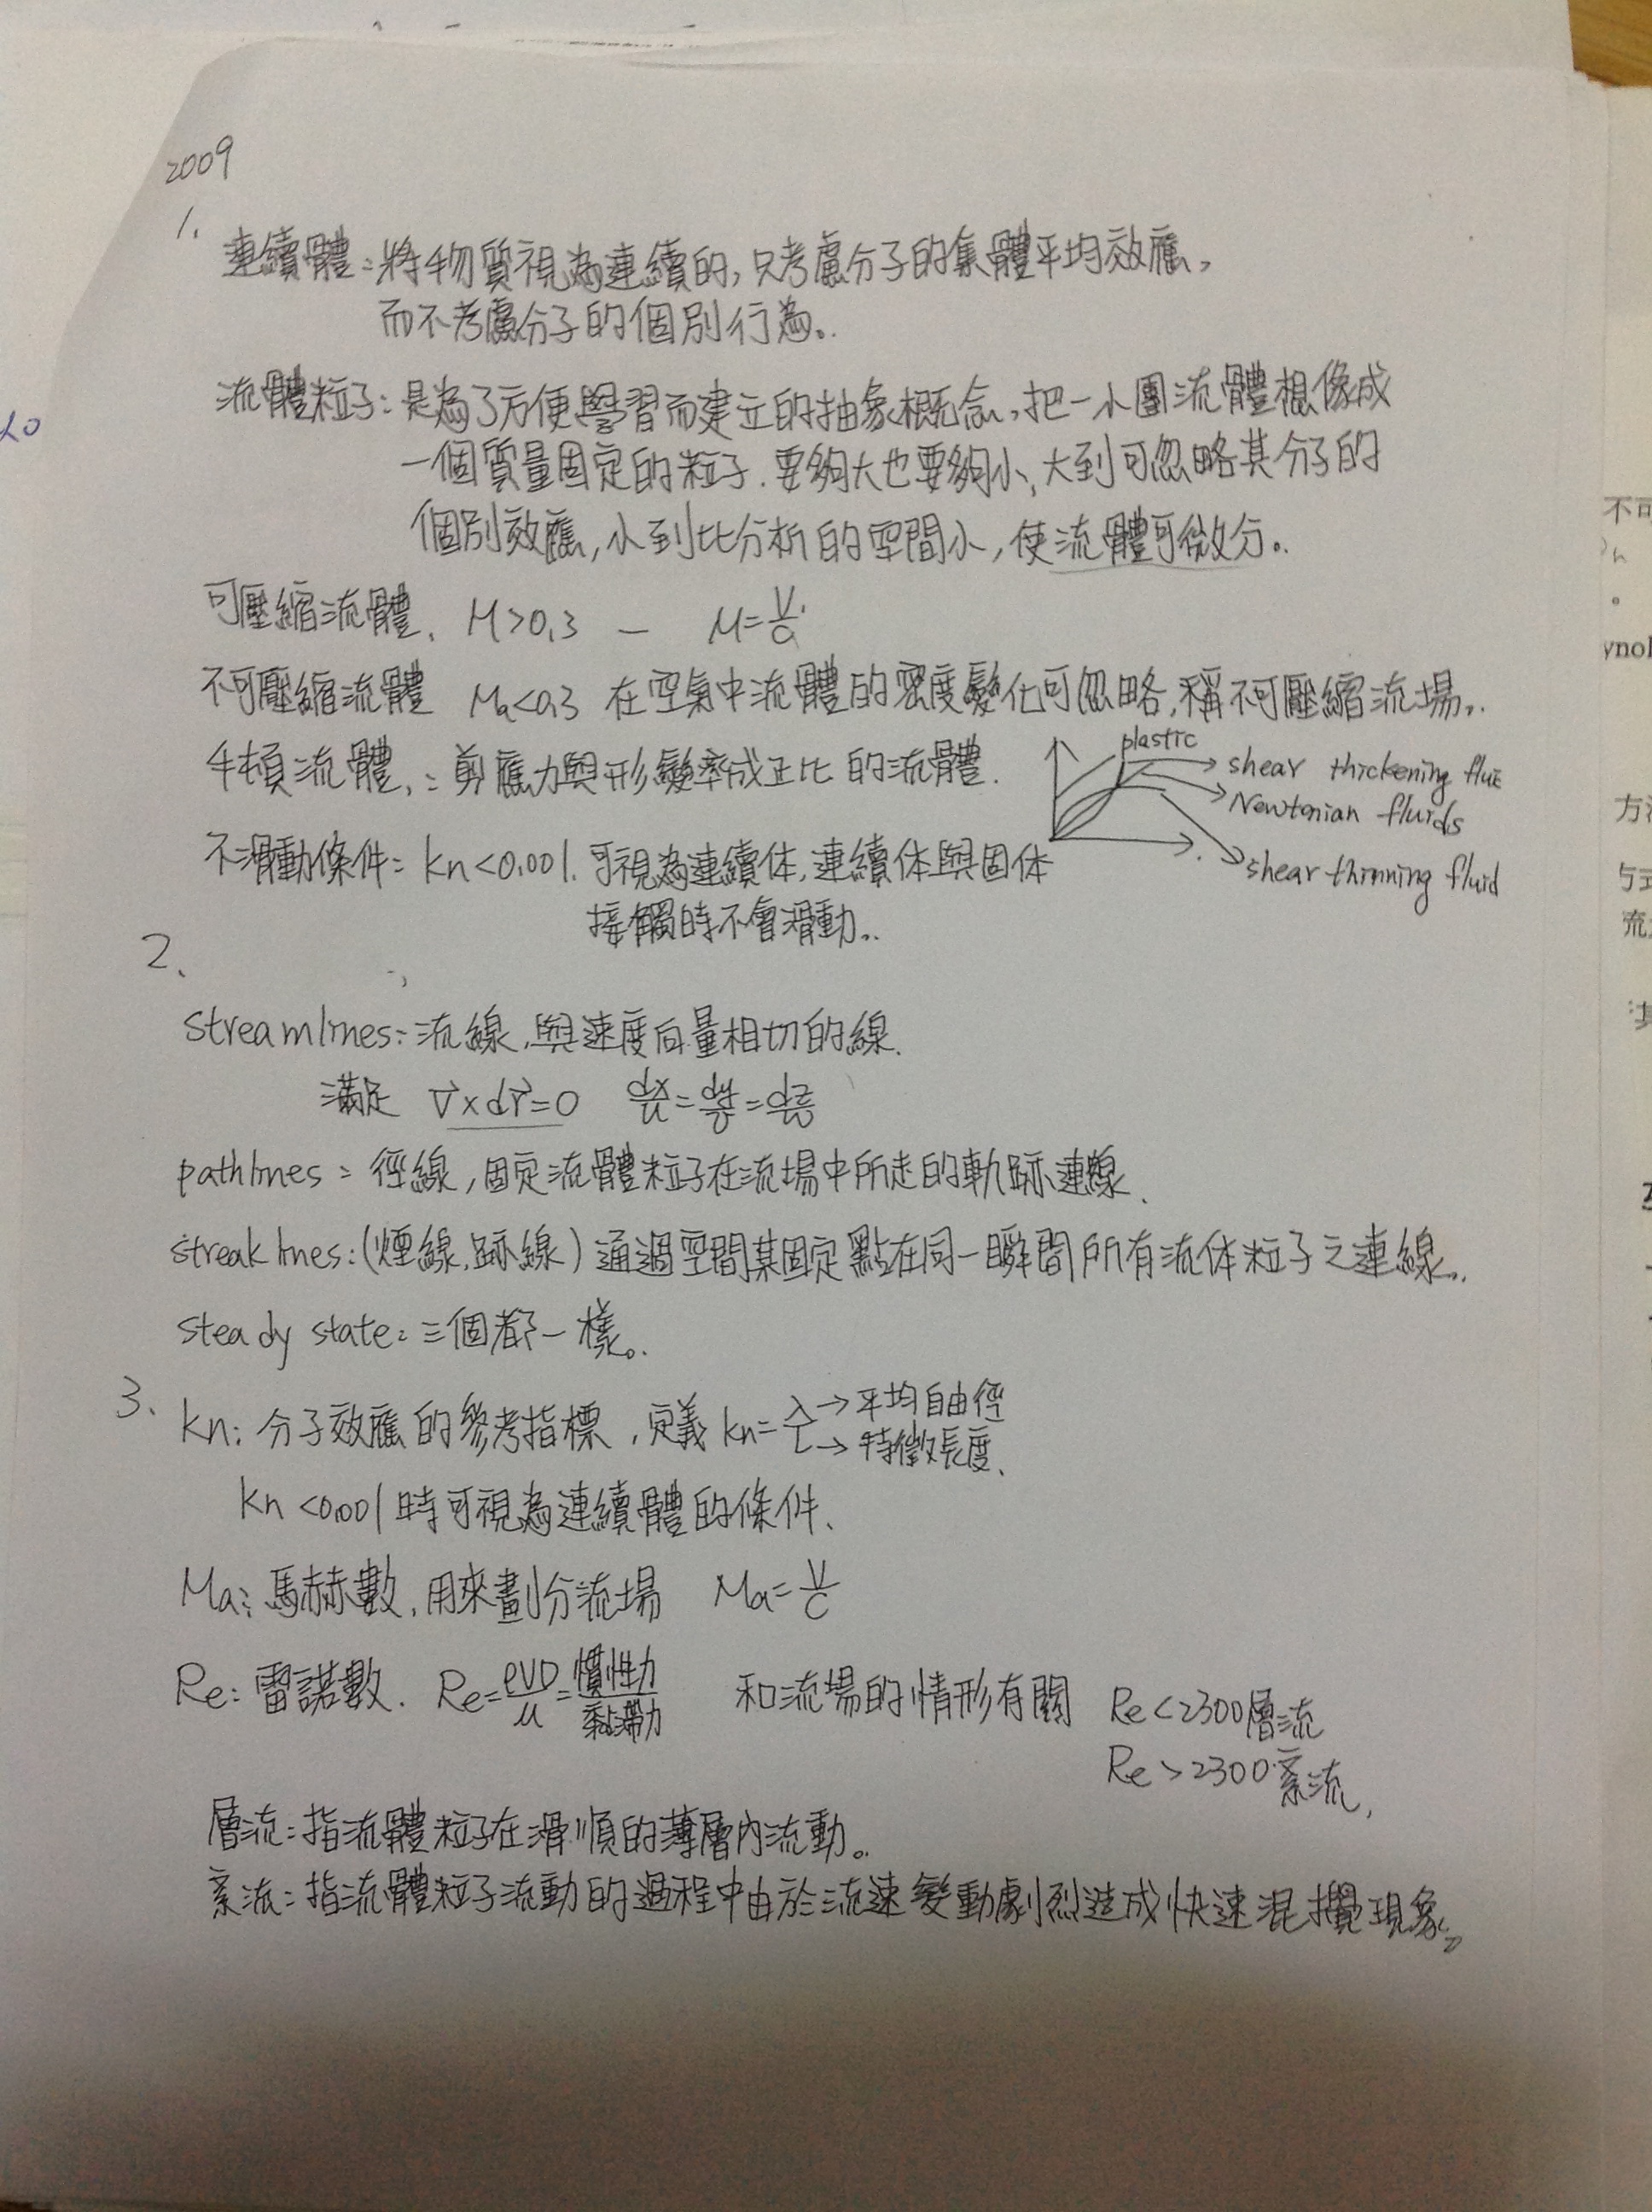 2009
1.
連續體:將物質視為連續的,只考慮分子的集體平均效應,
而不考慮分子的個別行為。
流體粒子:是為了方便學習而建立的抽象概念,把一小團流體想像成
一個質量固定的粒子.要夠大也要夠小,大到可忽略其分子的
個別效應,小到比分析的空間小,使流體可微分。
可壓縮流體、 M>0.3 — M=V/a
不可壓縮流體 Ma<0.3 在空氣中流體的密度變化可忽略,稱不可壓縮流場。
牛頓流體:剪應力與形變率成正比的流體.
plastic
shear thickening flui
Newtonian fluids
shear thinning fluid
不滑動條件:kn<0.001.可視為連續体,連續体與固体
接觸時不會滑動。
2、
streamlines:流線,與速度向量相切的線.
滿足 V×dr=0 dx/u=dy/v=dz/w
pathlines:徑線,固定流體粒子在流場中所走的軌跡連線、
streaklines:(煙線,跡線)通過空間某固定點在同一瞬間所有流体粒子之連線。
steady state:三個都一樣。
3、
kn:分子效應的參考指標,定義 kn=λ/L →平均自由徑
→特徵長度、
kn<0.001時可視為連續體的條件、
Ma:馬赫數,用來劃分流場 Ma=V/C
Re:雷諾數. Re=ρVD/μ=慣性力/黏滯力 和流場的情形有關 Re<2300層流
Re>2300紊流,
層流:指流體粒子在滑順的薄層內流動。
紊流:指流體粒子流動的過程中由於流速變動劇烈造成快速混攪現象。
不可
ynol
流